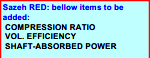 Sazeh RED: bellow items to be
added:
COMPRESSION RATIO
VOL. EFFICIENCY
SHAFT-ABSORBED POWER